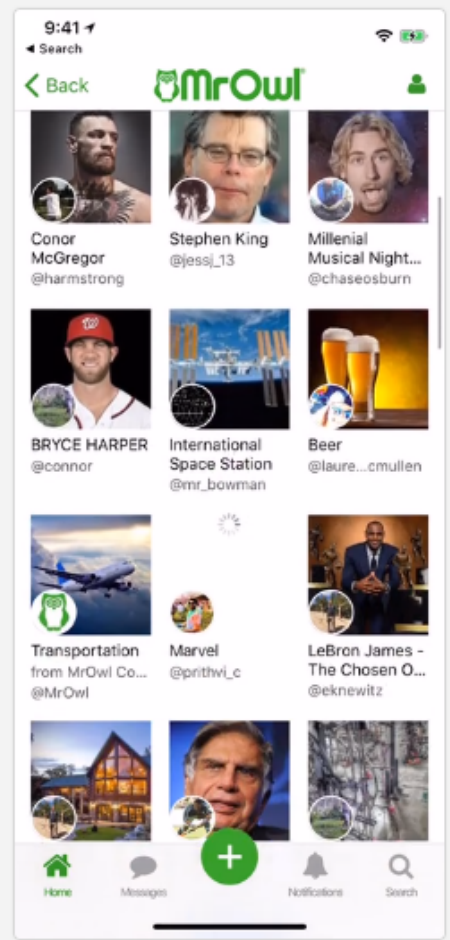 9:41
Search
Back
MrOwl
Conor
McGregor
@harmstrong
Stephen King
@jessj_13
Millenial
Musical Night...
@chaseosburn
BRYCE HARPER
@connor
International
Space Station
@mr_bowman
Beer
@laure...cmullen
Transportation
from MrOwl Co...
@MrOwl
Marvel
@prithvi_c
LeBron James -
The Chosen O...
@eknewitz
Home
Messages
Notifications
Search